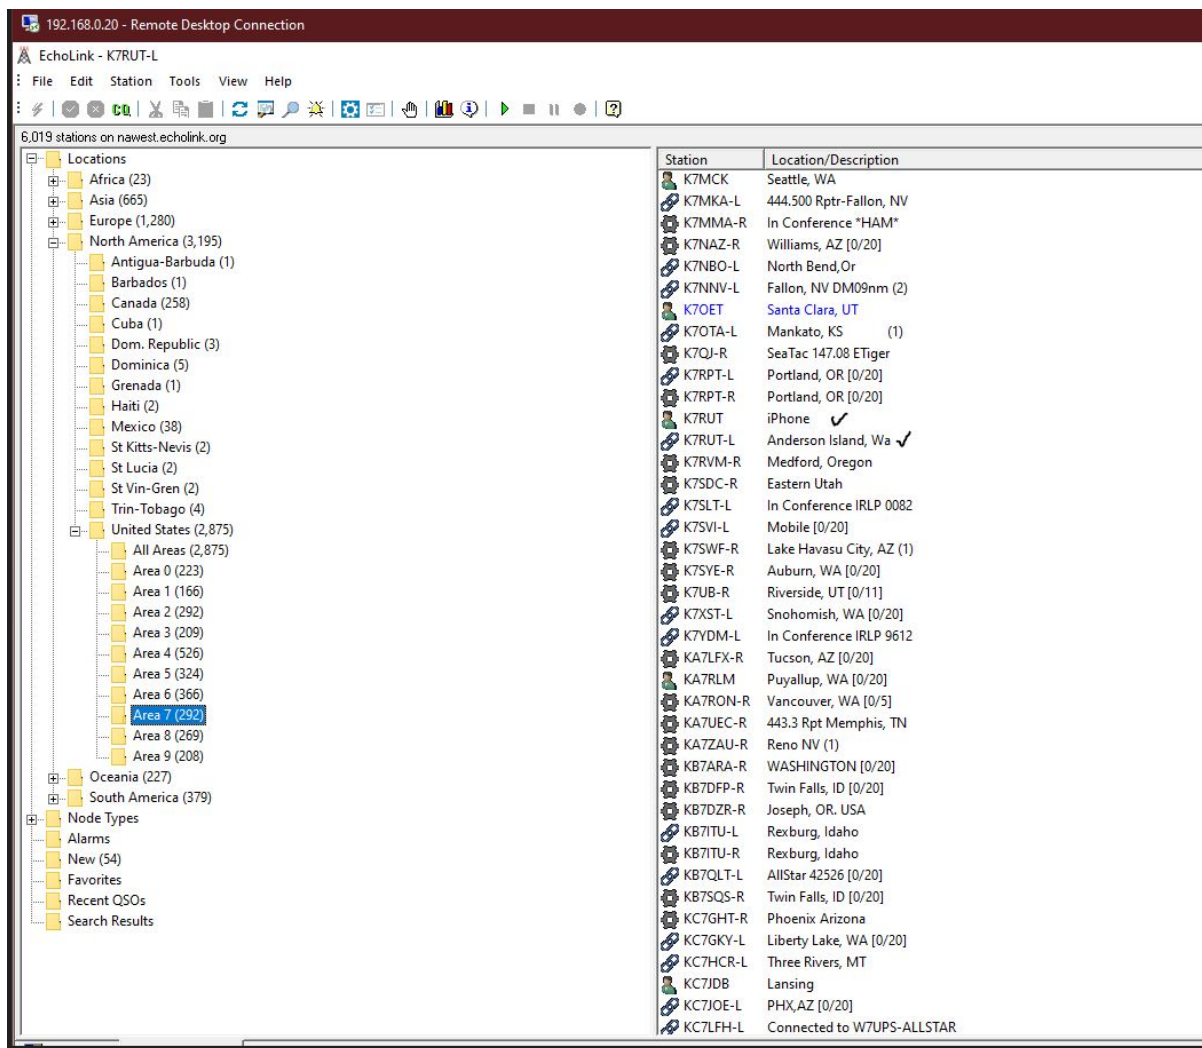 192.168.0.20 - Remote Desktop Connection
EchoLink - K7RUT-L
File Edit Station Tools View Help
CQ
6,019 stations on nawest.echolink.org
Locations
Africa (23)
Asia (665)
Europe (1,280)
North America (3,195)
Antigua-Barbuda (1)
Barbados (1)
Canada (258)
Cuba (1)
Dom. Republic (3)
Dominica (5)
Grenada (1)
Haiti (2)
Mexico (38)
St Kitts-Nevis (2)
St Lucia (2)
St Vin-Gren (2)
Trin-Tobago (4)
United States (2,875)
All Areas (2,875)
Area 0 (223)
Area 1 (166)
Area 2 (292)
Area 3 (209)
Area 4 (526)
Area 5 (324)
Area 6 (366)
Area 7 (292)
Area 8 (269)
Area 9 (208)
Oceania (227)
South America (379)
Node Types
Alarms
New (54)
Favorites
Recent QSOs
Search Results
Station Location/Description
K7MCK Seattle, WA
K7MKA-L 444.500 Rptr-Fallon, NV
K7MMA-R In Conference *HAM*
K7NAZ-R Williams, AZ [0/20]
K7NBO-L North Bend,Or
K7NNV-L Fallon, NV DM09nm (2)
K7OET Santa Clara, UT
K7OTA-L Mankato, KS (1)
K7QJ-R SeaTac 147.08 ETiger
K7RPT-L Portland, OR [0/20]
K7RPT-R Portland, OR [0/20]
K7RUT iPhone ✓
K7RUT-L Anderson Island, Wa ✓
K7RVM-R Medford, Oregon
K7SDC-R Eastern Utah
K7SLT-L In Conference IRLP 0082
K7SVI-L Mobile [0/20]
K7SWF-R Lake Havasu City, AZ (1)
K7SYE-R Auburn, WA [0/20]
K7UB-R Riverside, UT [0/11]
K7XST-L Snohomish, WA [0/20]
K7YDM-L In Conference IRLP 9612
KA7LFX-R Tucson, AZ [0/20]
KA7RLM Puyallup, WA [0/20]
KA7RON-R Vancouver, WA [0/5]
KA7UEC-R 443.3 Rpt Memphis, TN
KA7ZAU-R Reno NV (1)
KB7ARA-R WASHINGTON [0/20]
KB7DFP-R Twin Falls, ID [0/20]
KB7DZR-R Joseph, OR. USA
KB7ITU-L Rexburg, Idaho
KB7ITU-R Rexburg, Idaho
KB7QLT-L AllStar 42526 [0/20]
KB7SQS-R Twin Falls, ID [0/20]
KC7GHT-R Phoenix Arizona
KC7GKY-L Liberty Lake, WA [0/20]
KC7HCR-L Three Rivers, MT
KC7JDB Lansing
KC7JOE-L PHX,AZ [0/20]
KC7LFH-L Connected to W7UPS-ALLSTAR